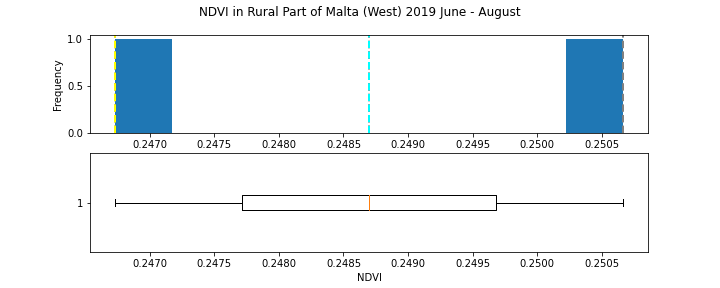 NDVI in Rural Part of Malta (West) 2019 June - August
1.0
0.5
0.0
Frequency
0.2470 0.2475 0.2480 0.2485 0.2490 0.2495 0.2500 0.2505
1
0.2470 0.2475 0.2480 0.2485 0.2490 0.2495 0.2500 0.2505
NDVI